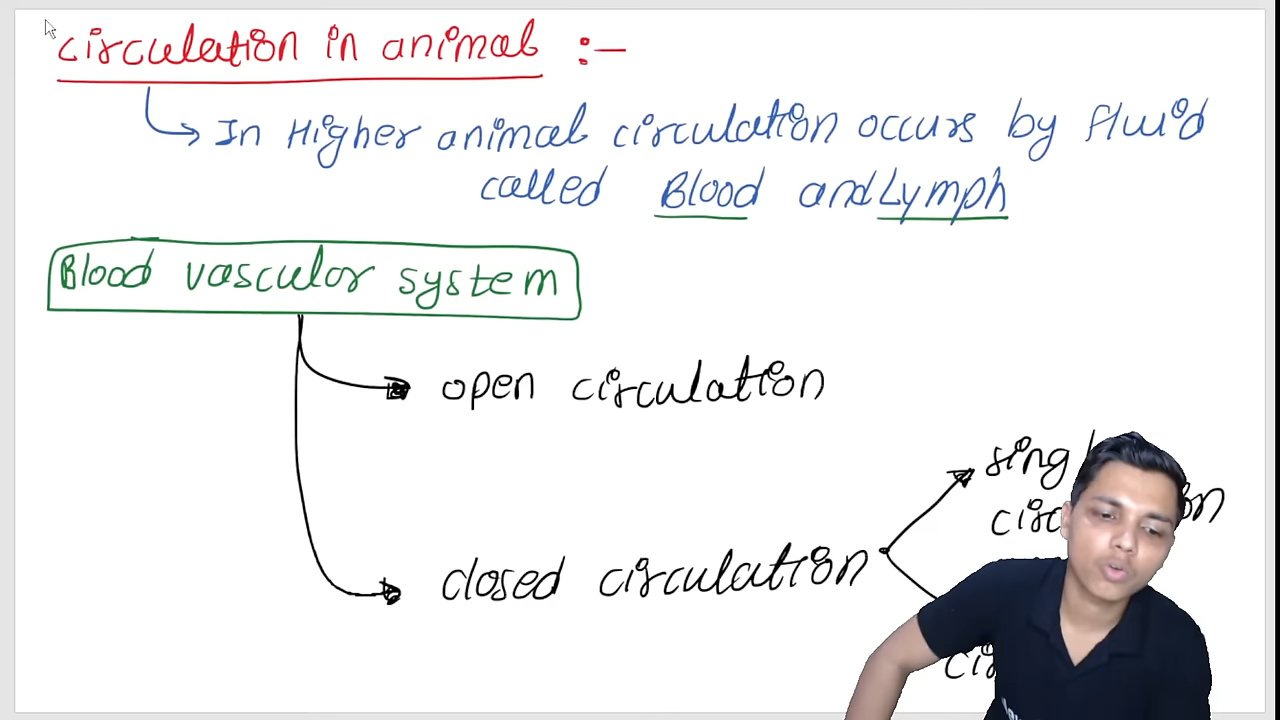 circulation in animal :-
In Higher animal circulation occurs by fluid
called Blood and Lymph
Blood vascular system
open circulation
closed circulation